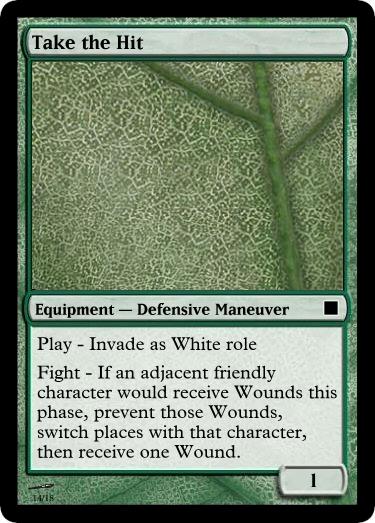 Take the Hit
Equipment — Defensive Maneuver
Play - Invade as White role
Fight - If an adjacent friendly
character would receive Wounds this
phase, prevent those Wounds,
switch places with that character,
then receive one Wound.
1
14/18